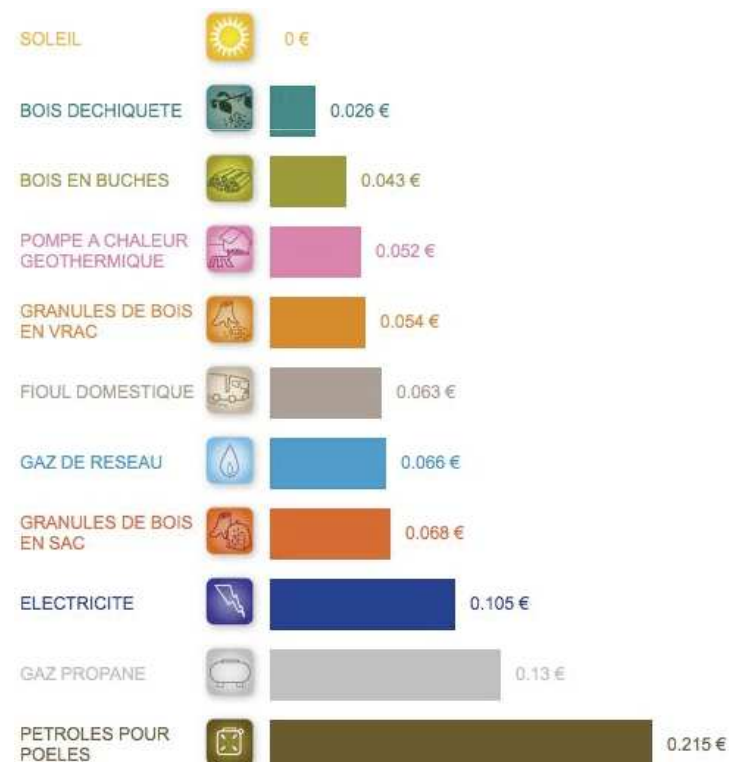 SOLEIL 0 €
BOIS DECHIQUETE 0.026 €
BOIS EN BUCHES 0.043 €
POMPE A CHALEUR
GEOTHERMIQUE 0.052 €
GRANULES DE BOIS
EN VRAC 0.054 €
FIOUL DOMESTIQUE 0.063 €
GAZ DE RESEAU 0.066 €
GRANULES DE BOIS
EN SAC 0.068 €
ELECTRICITE 0.105 €
GAZ PROPANE 0.13 €
PETROLES POUR
POELES 0.215 €